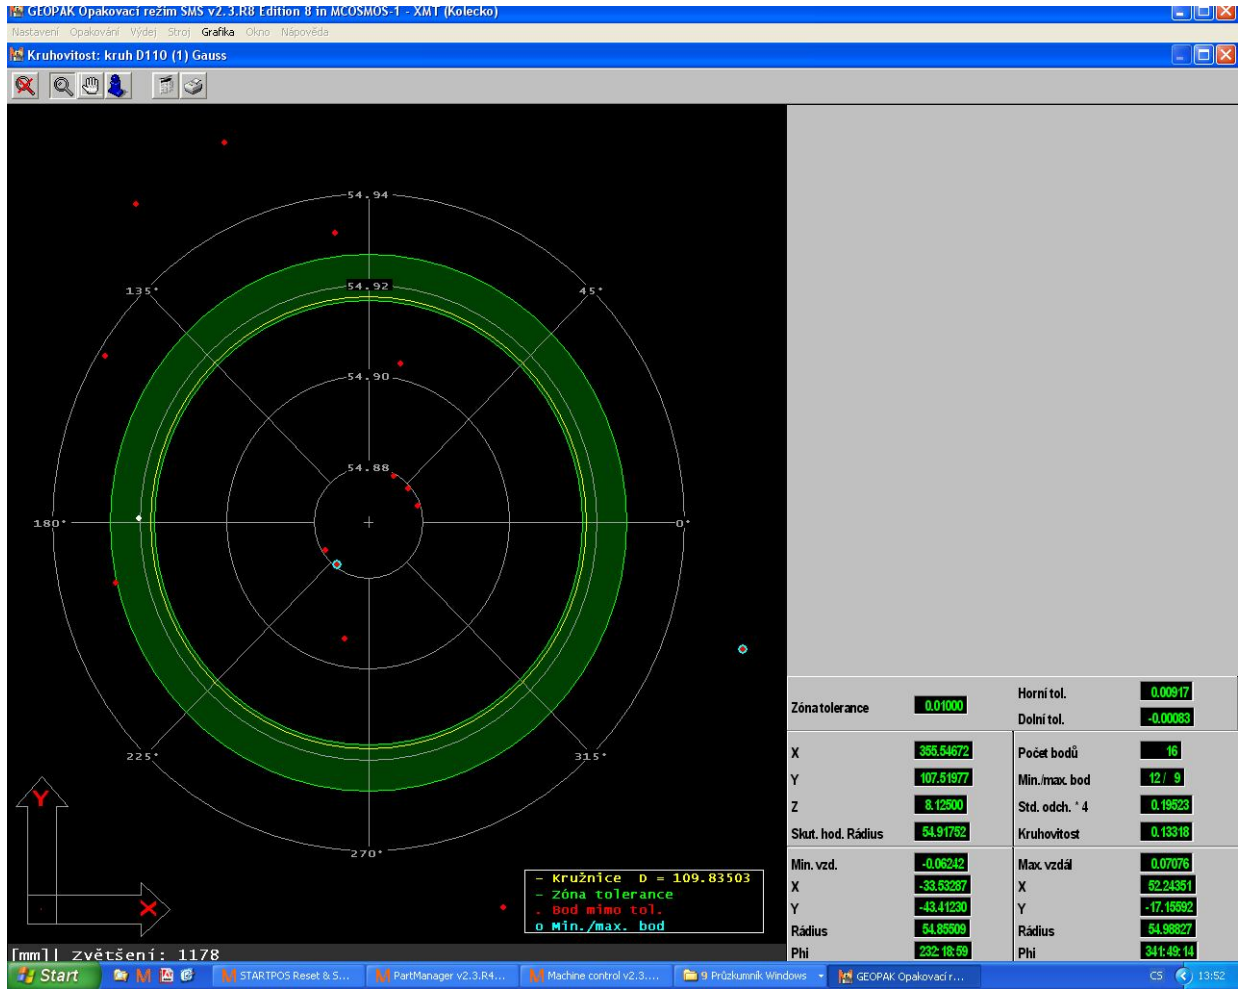 GEOPAK Opakovací režim SMS v2.3.R8 Edition 8 in MCOSMOS-1 - XMT (Kolecko)
Nastavení Opakování Výdej Stroj Grafika Okno Nápověda
Kruhovitost: kruh D110 (1) Gauss
54.94
135°
54.92
45°
54.90
54.88
180°
0°
225°
315°
270°
Y
X
– Kružnice D = 109.83503
– Zóna tolerance
. Bod mimo tol.
o Min./max. bod
[mm]| zvětšení: 1178
Zóna tolerance 0.01000
Horní tol. 0.00917
Dolní tol. -0.00083
X 355.54672
Y 107.51977
Z 8.12500
Skut. hod. Rádius 54.91752
Počet bodů 16
Min./max. bod 12 / 9
Std. odch. * 4 0.19523
Kruhovitost 0.13318
Min. vzd. -0.06242
X -33.53287
Y -43.41230
Rádius 54.85509
Phi 232:18:59
Max. vzdál 0.07076
X 52.24351
Y -17.15592
Rádius 54.98827
Phi 341:49:14
Start
STARTPOS Reset & S...
PartManager v2.3.R4...
Machine control v2.3....
9 Průzkumník Windows
GEOPAK Opakovací r...
CS
13:52